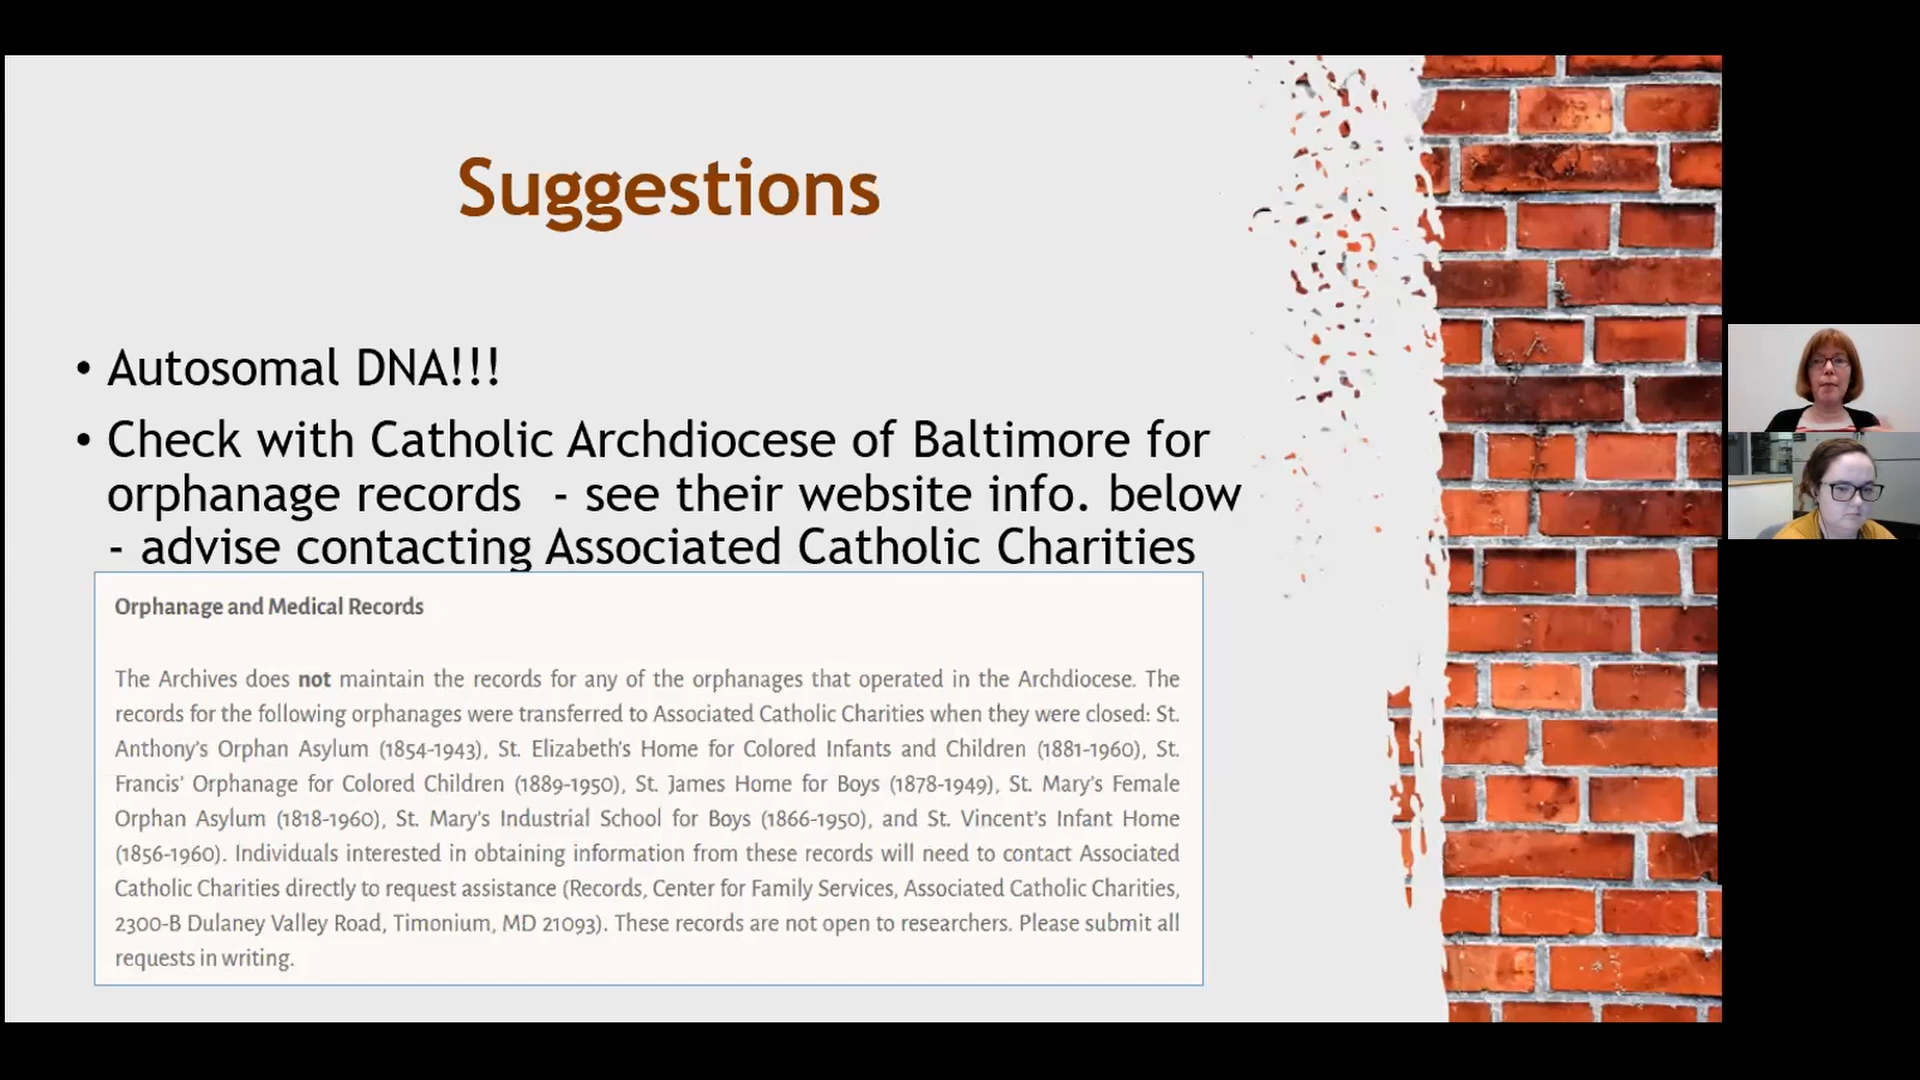 Suggestions
• Autosomal DNA!!!
• Check with Catholic Archdiocese of Baltimore for
orphanage records - see their website info. below
- advise contacting Associated Catholic Charities
Orphanage and Medical Records
The Archives does not maintain the records for any of the orphanages that operated in the Archdiocese. The
records for the following orphanages were transferred to Associated Catholic Charities when they were closed: St.
Anthony's Orphan Asylum (1854-1943), St. Elizabeth's Home for Colored Infants and Children (1881-1960), St.
Francis' Orphanage for Colored Children (1889-1950), St. James Home for Boys (1878-1949), St. Mary's Female
Orphan Asylum (1818-1960), St. Mary's Industrial School for Boys (1866-1950), and St. Vincent's Infant Home
(1856-1960). Individuals interested in obtaining information from these records will need to contact Associated
Catholic Charities directly to request assistance (Records, Center for Family Services, Associated Catholic Charities,
2300-B Dulaney Valley Road, Timonium, MD 21093). These records are not open to researchers. Please submit all
requests in writing.